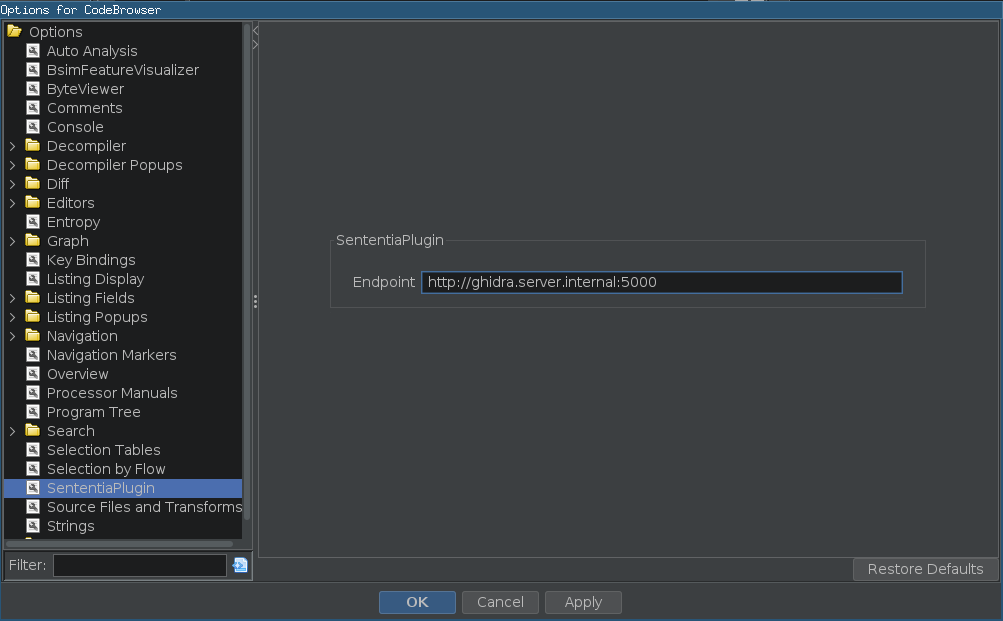 Options for CodeBrowser
Options
Auto Analysis
BsimFeatureVisualizer
ByteViewer
Comments
Console
Decompiler
Decompiler Popups
Diff
Editors
Entropy
Graph
Key Bindings
Listing Display
Listing Fields
Listing Popups
Navigation
Navigation Markers
Overview
Processor Manuals
Program Tree
Search
Selection Tables
Selection by Flow
SententiaPlugin
Source Files and Transforms
Strings
Filter:
SententiaPlugin
Endpoint http://ghidra.server.internal:5000
Restore Defaults
OK Cancel Apply